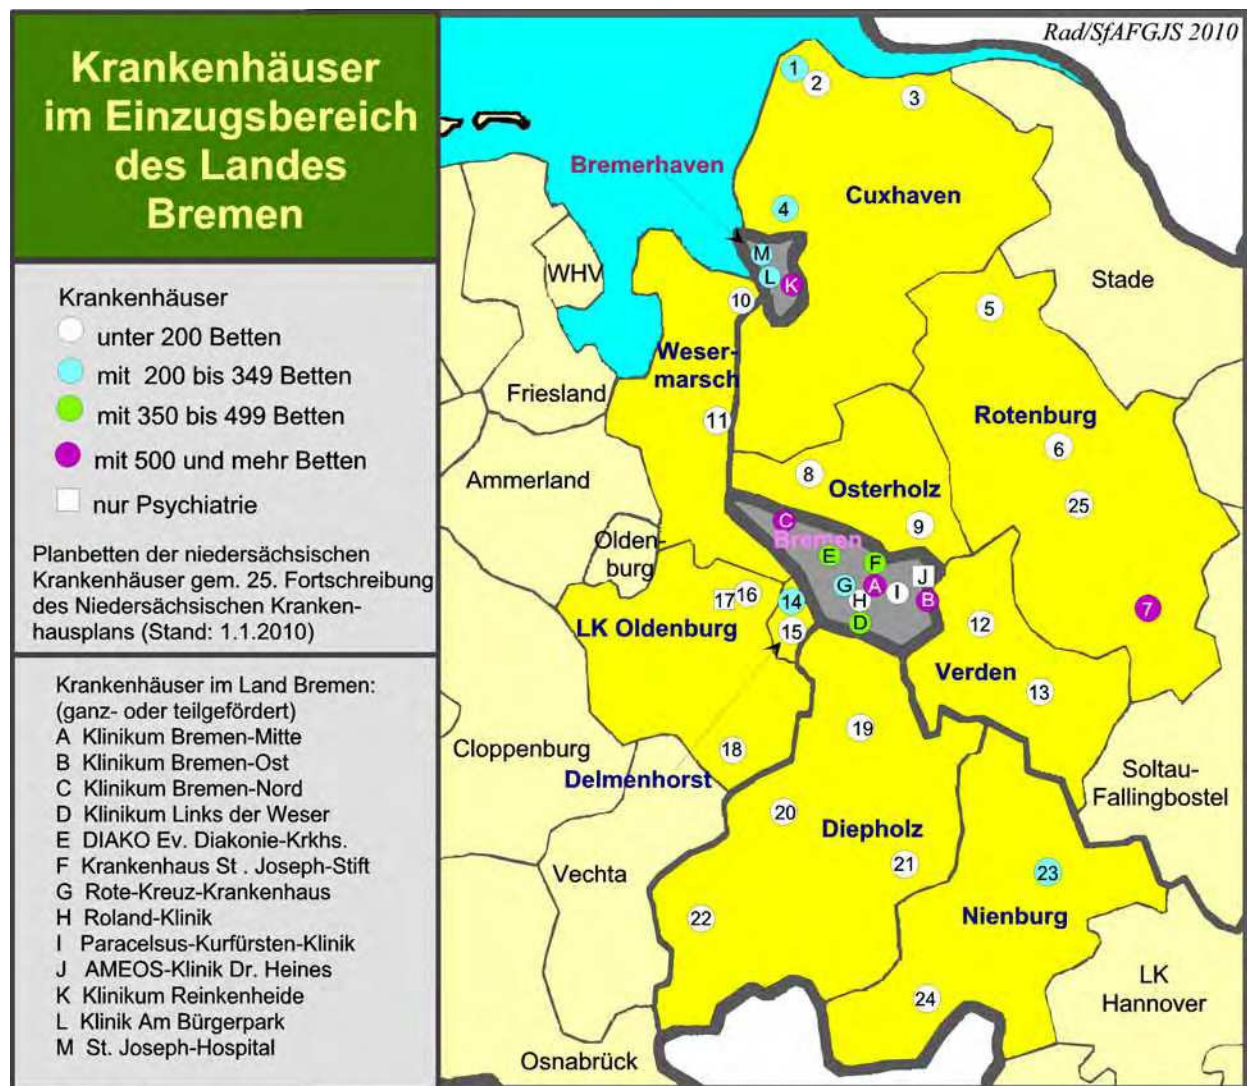 Krankenhäuser
im Einzugsbereich
des Landes
Bremen
Krankenhäuser
unter 200 Betten
mit 200 bis 349 Betten
mit 350 bis 499 Betten
mit 500 und mehr Betten
nur Psychiatrie
Planbetten der niedersächsischen
Krankenhäuser gem. 25. Fortschreibung
des Niedersächsischen Kranken-
hausplans (Stand: 1.1.2010)
Krankenhäuser im Land Bremen:
(ganz- oder teilgefördert)
A Klinikum Bremen-Mitte
B Klinikum Bremen-Ost
C Klinikum Bremen-Nord
D Klinikum Links der Weser
E DIAKO Ev. Diakonie-Krkhs.
F Krankenhaus St . Joseph-Stift
G Rote-Kreuz-Krankenhaus
H Roland-Klinik
I Paracelsus-Kurfürsten-Klinik
J AMEOS-Klinik Dr. Heines
K Klinikum Reinkenheide
L Klinik Am Bürgerpark
M St. Joseph-Hospital
Rad/SfAFGJS 2010
1
2
3
Bremerhaven
Cuxhaven
4
M
L
K
WHV
10
Stade
5
Weser-
marsch
Friesland
11
Rotenburg
6
Ammerland
8
Osterholz
25
9
C
Bremen
E
F
Olden-
burg
J
G
A
I
H
B
D
17
16
14
15
7
LK Oldenburg
12
Verden
13
19
Cloppenburg
18
Delmenhorst
Soltau-
Fallingbostel
20
Diepholz
21
Vechta
23
22
Nienburg
LK
Hannover
24
Osnabrück